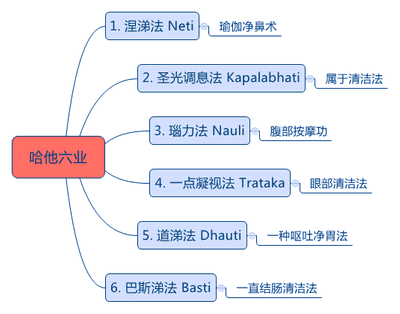 1. 涅涕法 Neti
瑜伽净鼻术
2. 圣光调息法 Kapalabhati
属于清洁法
3. 瑙力法 Nauli
腹部按摩功
哈他六业
4. 一点凝视法 Trataka
眼部清洁法
5. 道涕法 Dhauti
一种呕吐净胃法
6. 巴斯涕法 Basti
一直结肠清洁法